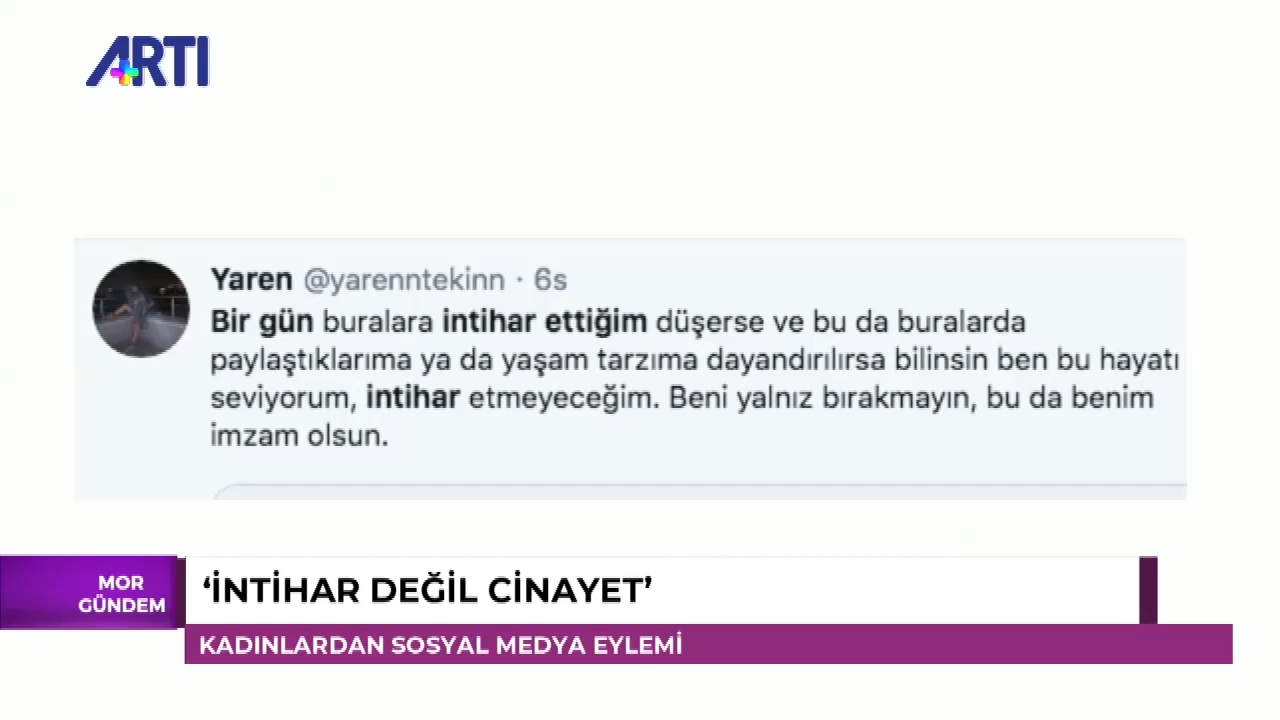 ARTI
Yaren @yarenntekinn · 6s
Bir gün buralara intihar ettiğim düşerse ve bu da buralarda
paylaştıklarıma ya da yaşam tarzıma dayandırılırsa bilinsin ben bu hayatı
seviyorum, intihar etmeyeceğim. Beni yalnız bırakmayın, bu da benim
imzam olsun.
MOR
GÜNDEM
‘İNTİHAR DEĞİL CİNAYET’
KADINLARDAN SOSYAL MEDYA EYLEMİ